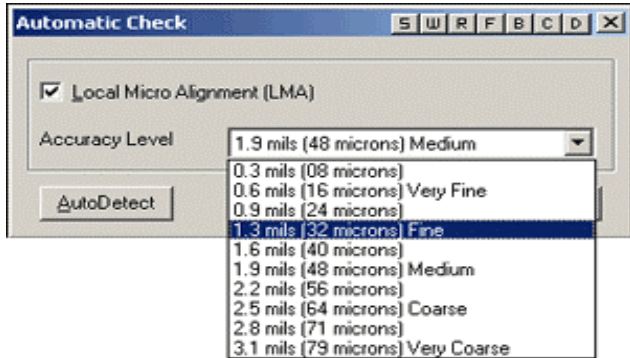 Automatic Check S W R F B C D
Local Micro Alignment (LMA)
Accuracy Level 1.9 mils (48 microns) Medium
0.3 mils (08 microns)
0.6 mils (16 microns) Very Fine
AutoDetect
0.9 mils (24 microns)
1.3 mils (32 microns) Fine
1.6 mils (40 microns)
1.9 mils (48 microns) Medium
2.2 mils (56 microns)
2.5 mils (64 microns) Coarse
2.8 mils (71 microns)
3.1 mils (79 microns) Very Coarse